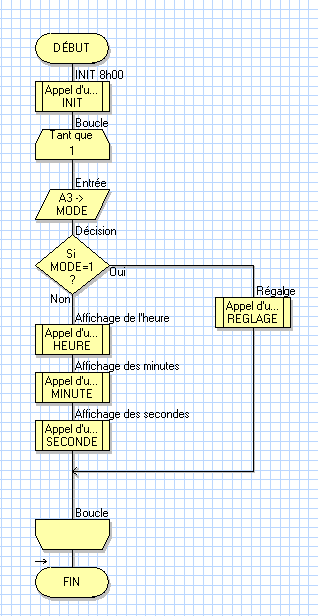 DÉBUT
INIT 8h00
Appel d'u...
INIT
Boucle
Tant que
1
Entrée
A3 ->
MODE
Décision
Si
MODE=1
?
Oui
Non
Régalge
Appel d'u...
REGLAGE
Affichage de l'heure
Appel d'u...
HEURE
Affichage des minutes
Appel d'u...
MINUTE
Affichage des secondes
Appel d'u...
SECONDE
Boucle
FIN